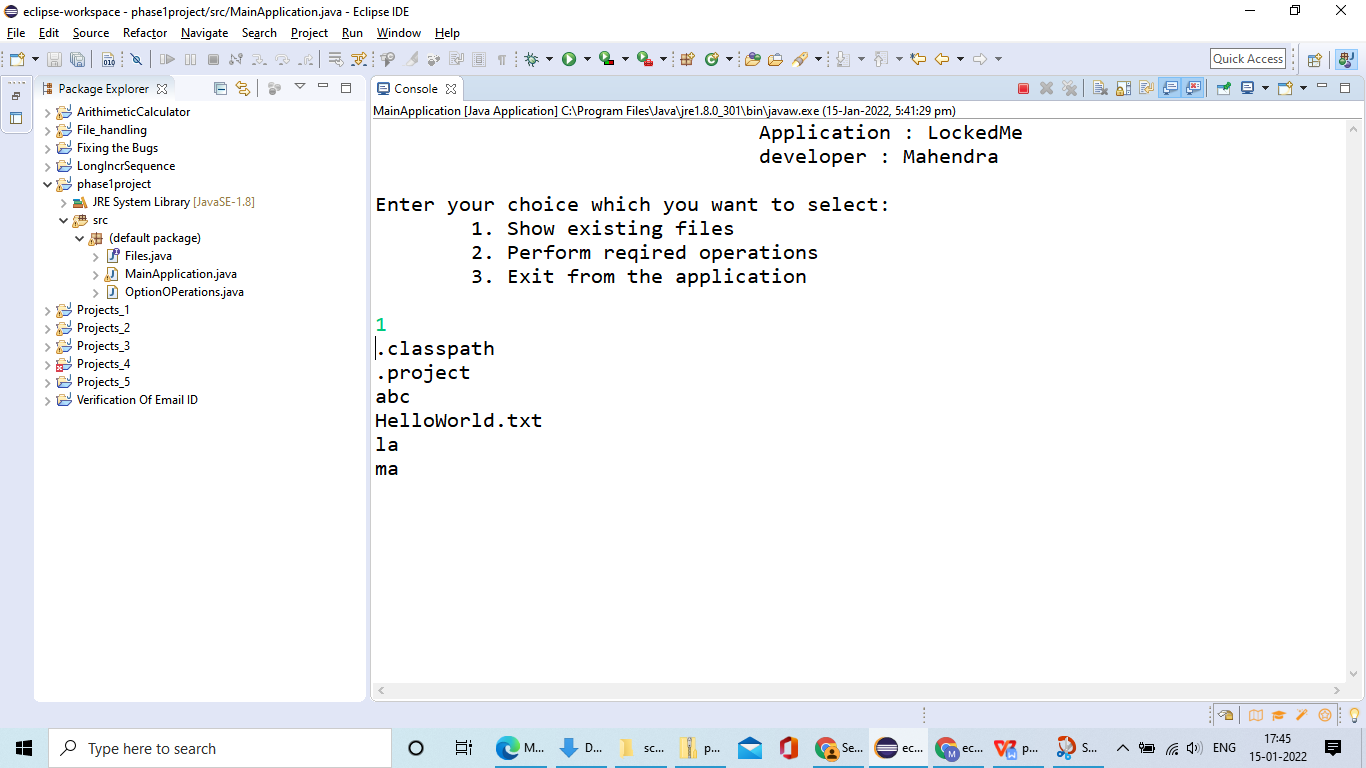 eclipse-workspace - phase1project/src/MainApplication.java - Eclipse IDE
File Edit Source Refactor Navigate Search Project Run Window Help
Quick Access
Package Explorer
ArithimeticCalculator
File_handling
Fixing the Bugs
LongIncrSequence
phase1project
JRE System Library [JavaSE-1.8]
src
(default package)
Files.java
MainApplication.java
OptionOPerations.java
Projects_1
Projects_2
Projects_3
Projects_4
Projects_5
Verification Of Email ID
Console
MainApplication [Java Application] C:\Program Files\Java\jre1.8.0_301\bin\javaw.exe (15-Jan-2022, 5:41:29 pm)
Application : LockedMe
developer : Mahendra
Enter your choice which you want to select:
1. Show existing files
2. Perform reqired operations
3. Exit from the application
1
.classpath
.project
abc
HelloWorld.txt
la
ma
Type here to search
M... D... sc... p... Se... ec... ec... p... S... ENG
17:45
15-01-2022